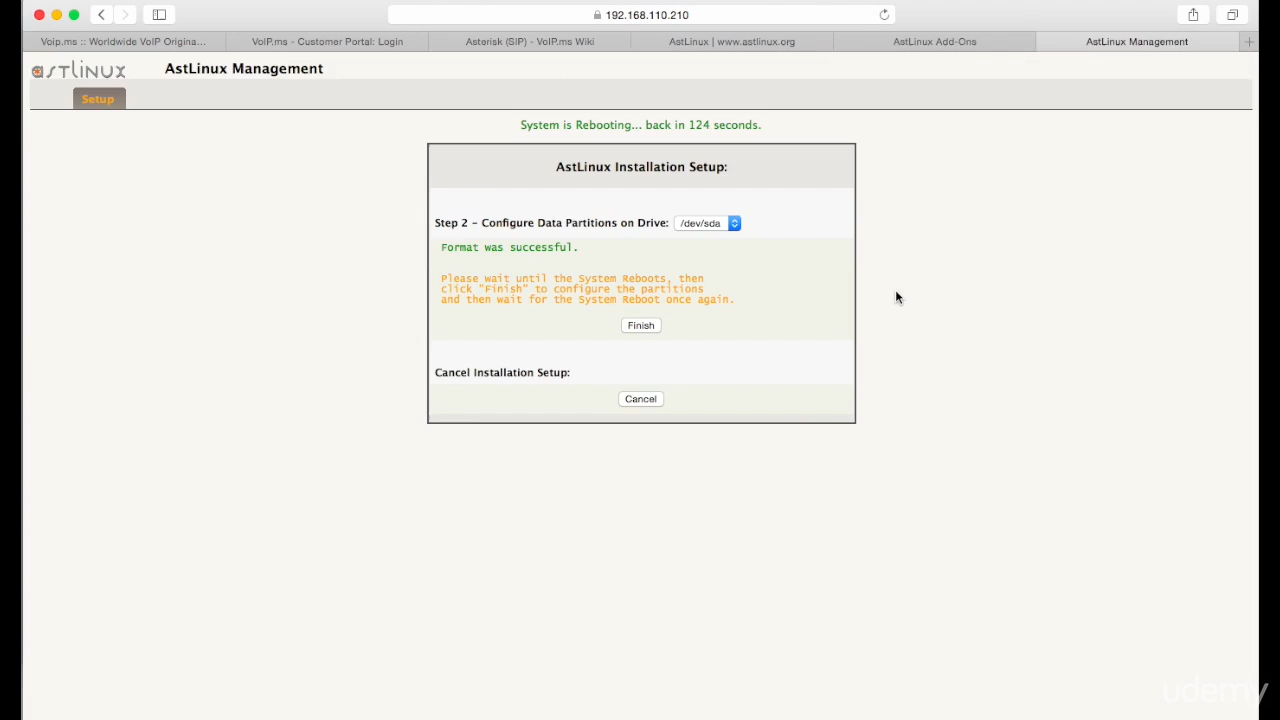 192.168.110.210
Voip.ms :: Worldwide VoIP Origina...
VoIP.ms - Customer Portal: Login
Asterisk (SIP) - VoIP.ms Wiki
AstLinux | www.astlinux.org
AstLinux Add-Ons
AstLinux Management
astlinux
AstLinux Management
Setup
System is Rebooting... back in 124 seconds.
AstLinux Installation Setup:
Step 2 - Configure Data Partitions on Drive: /dev/sda
Format was successful.
Please wait until the System Reboots, then
click "Finish" to configure the partitions
and then wait for the System Reboot once again.
Finish
Cancel Installation Setup:
Cancel
udemy